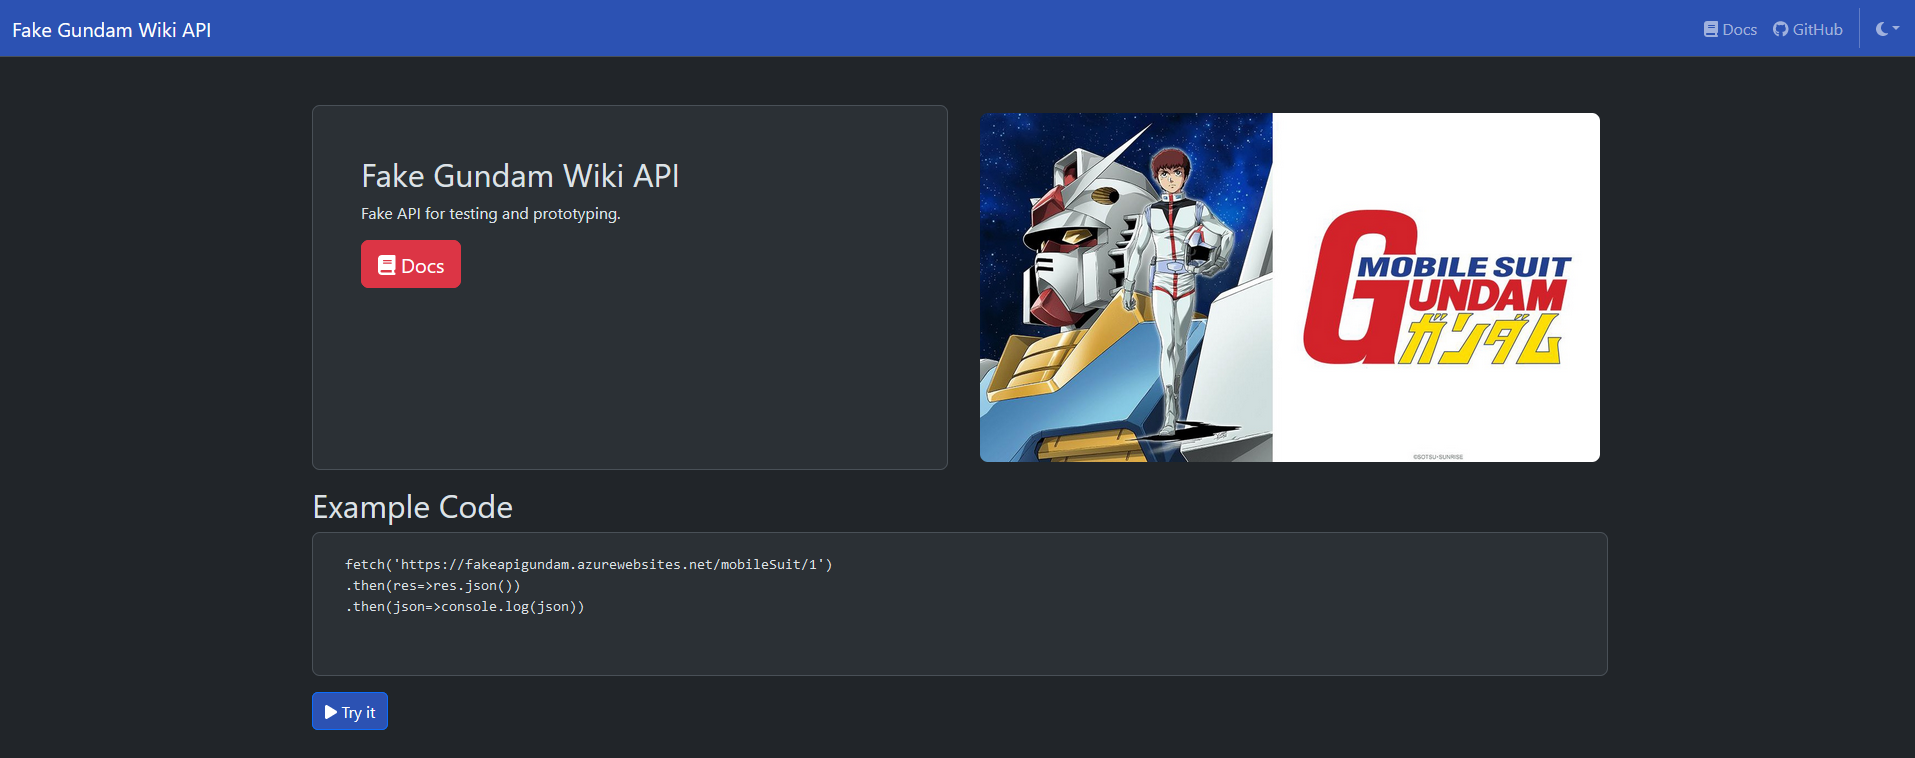 Fake Gundam Wiki API
Docs
GitHub
Fake Gundam Wiki API
Fake API for testing and prototyping.
Docs
MOBILE SUIT
GUNDAM
ガンダム
©SOTSU・SUNRISE
Example Code
fetch('https://fakeapigundam.azurewebsites.net/mobileSuit/1')
.then(res=>res.json())
.then(json=>console.log(json))
Try it